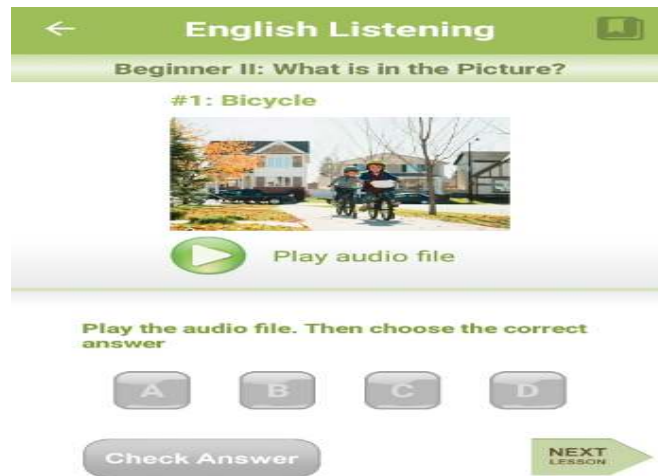 English Listening
Beginner II: What is in the Picture?
#1: Bicycle
Play audio file
Play the audio file. Then choose the correct
answer
A B C D
Check Answer
NEXT
LESSON